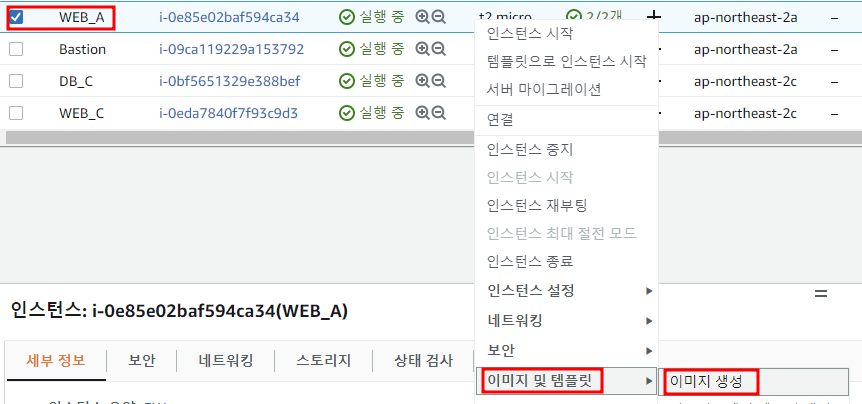 WEB_A i-0e85e02baf594ca34 실행 중 t2.micro 2/2개 ap-northeast-2a –
Bastion i-09ca119229a153792 실행 중 ap-northeast-2a –
DB_C i-0bf5651329e388bef 실행 중 ap-northeast-2c –
WEB_C i-0eda7840f7f93c9d3 실행 중 ap-northeast-2c –
인스턴스 시작
템플릿으로 인스턴스 시작
서버 마이그레이션
연결
인스턴스 중지
인스턴스 시작
인스턴스 재부팅
인스턴스 최대 절전 모드
인스턴스 종료
인스턴스 설정
네트워킹
보안
이미지 및 템플릿
이미지 생성
인스턴스: i-0e85e02baf594ca34(WEB_A)
세부 정보 보안 네트워킹 스토리지 상태 검사